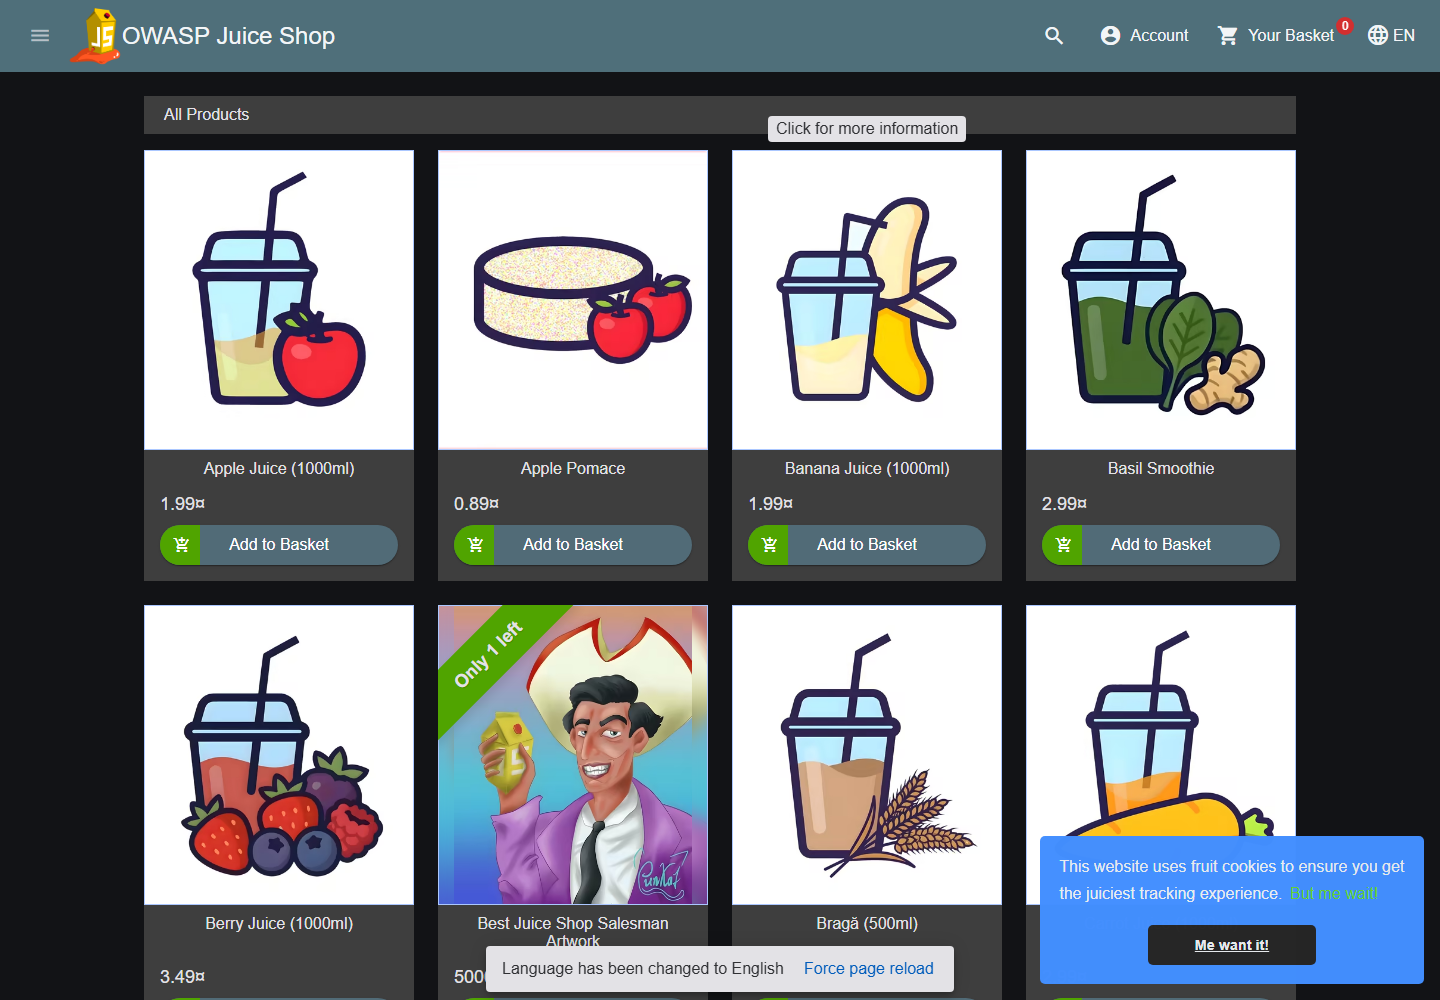 OWASP Juice Shop
Account
Your Basket
0
EN
All Products
Click for more information
Apple Juice (1000ml)
1.99¤
Add to Basket
Apple Pomace
0.89¤
Add to Basket
Banana Juice (1000ml)
1.99¤
Add to Basket
Basil Smoothie
2.99¤
Add to Basket
Only 1 left
Berry Juice (1000ml)
3.49¤
Best Juice Shop Salesman
Artwork
5000
Bragă (500ml)
This website uses fruit cookies to ensure you get
the juiciest tracking experience. But me wait!
Me want it!
Language has been changed to English
Force page reload